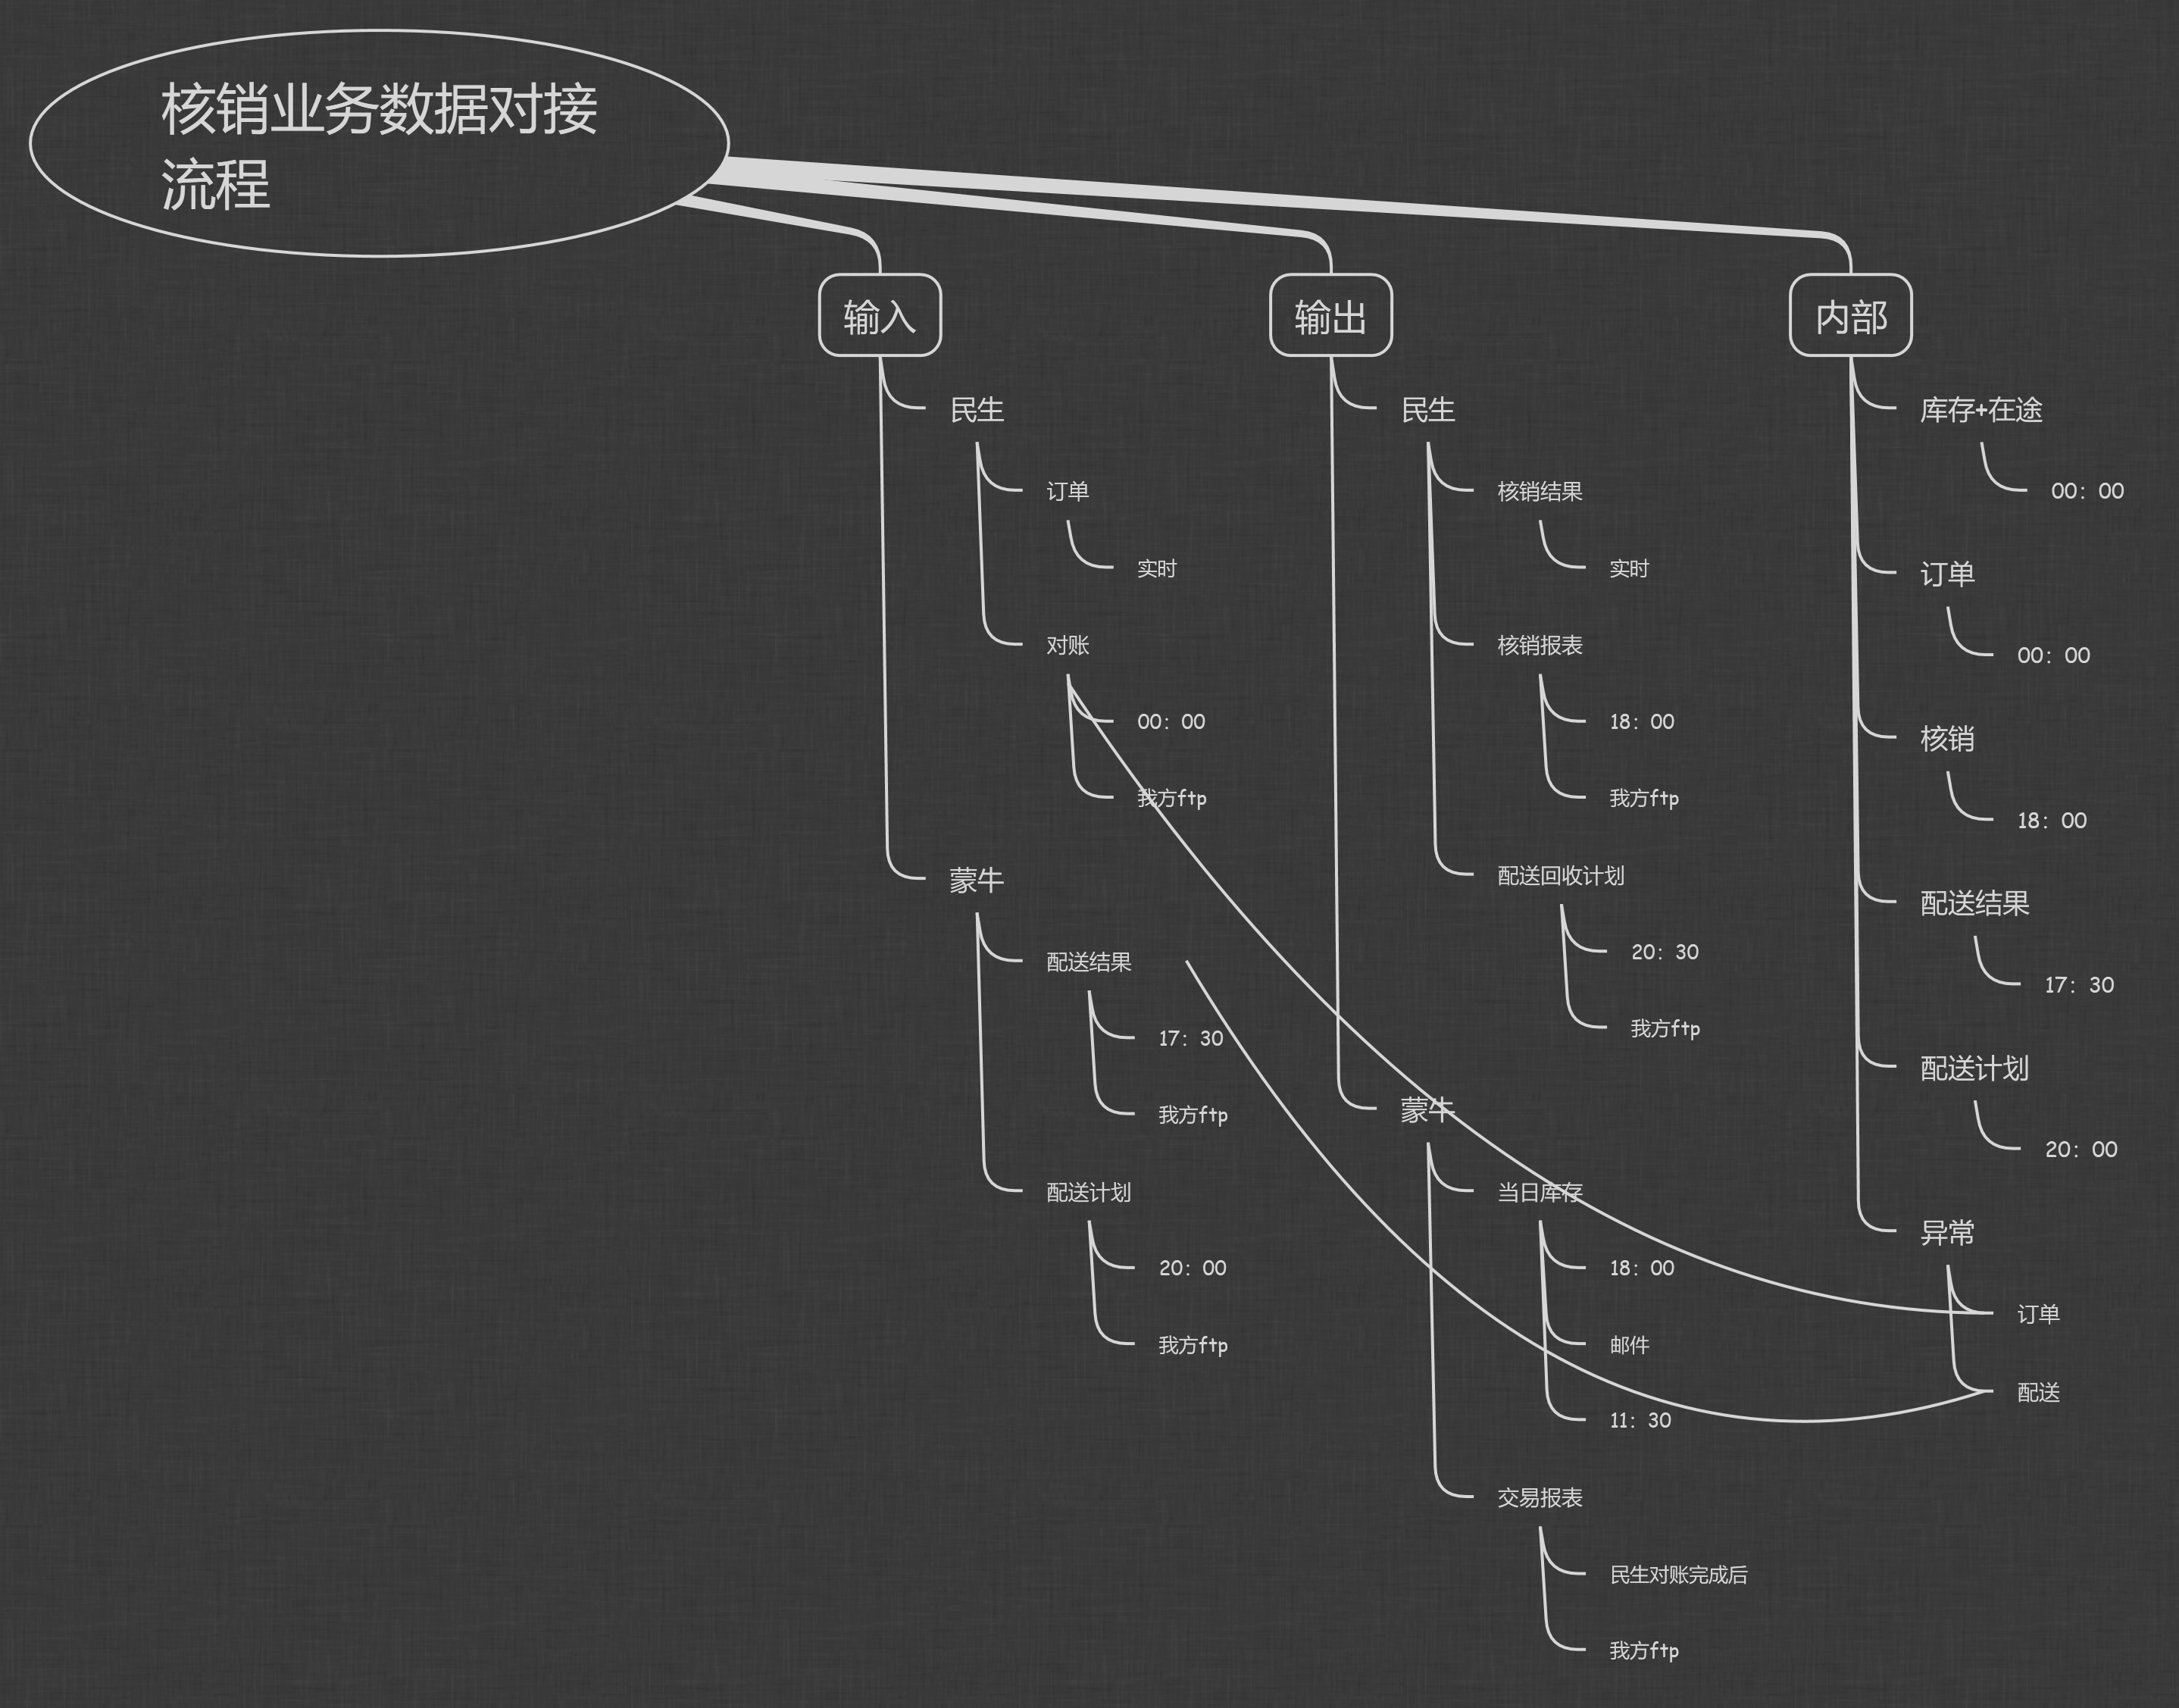 核销业务数据对接
流程
输入
民生
订单
实时
对账
00：00
我方ftp
蒙牛
配送结果
17：30
我方ftp
配送计划
20：00
我方ftp
输出
民生
核销结果
实时
核销报表
18：00
我方ftp
配送回收计划
20：30
我方ftp
蒙牛
当日库存
18：00
邮件
11：30
交易报表
民生对账完成后
我方ftp
内部
库存+在途
00：00
订单
00：00
核销
18：00
配送结果
17：30
配送计划
20：00
异常
订单
配送